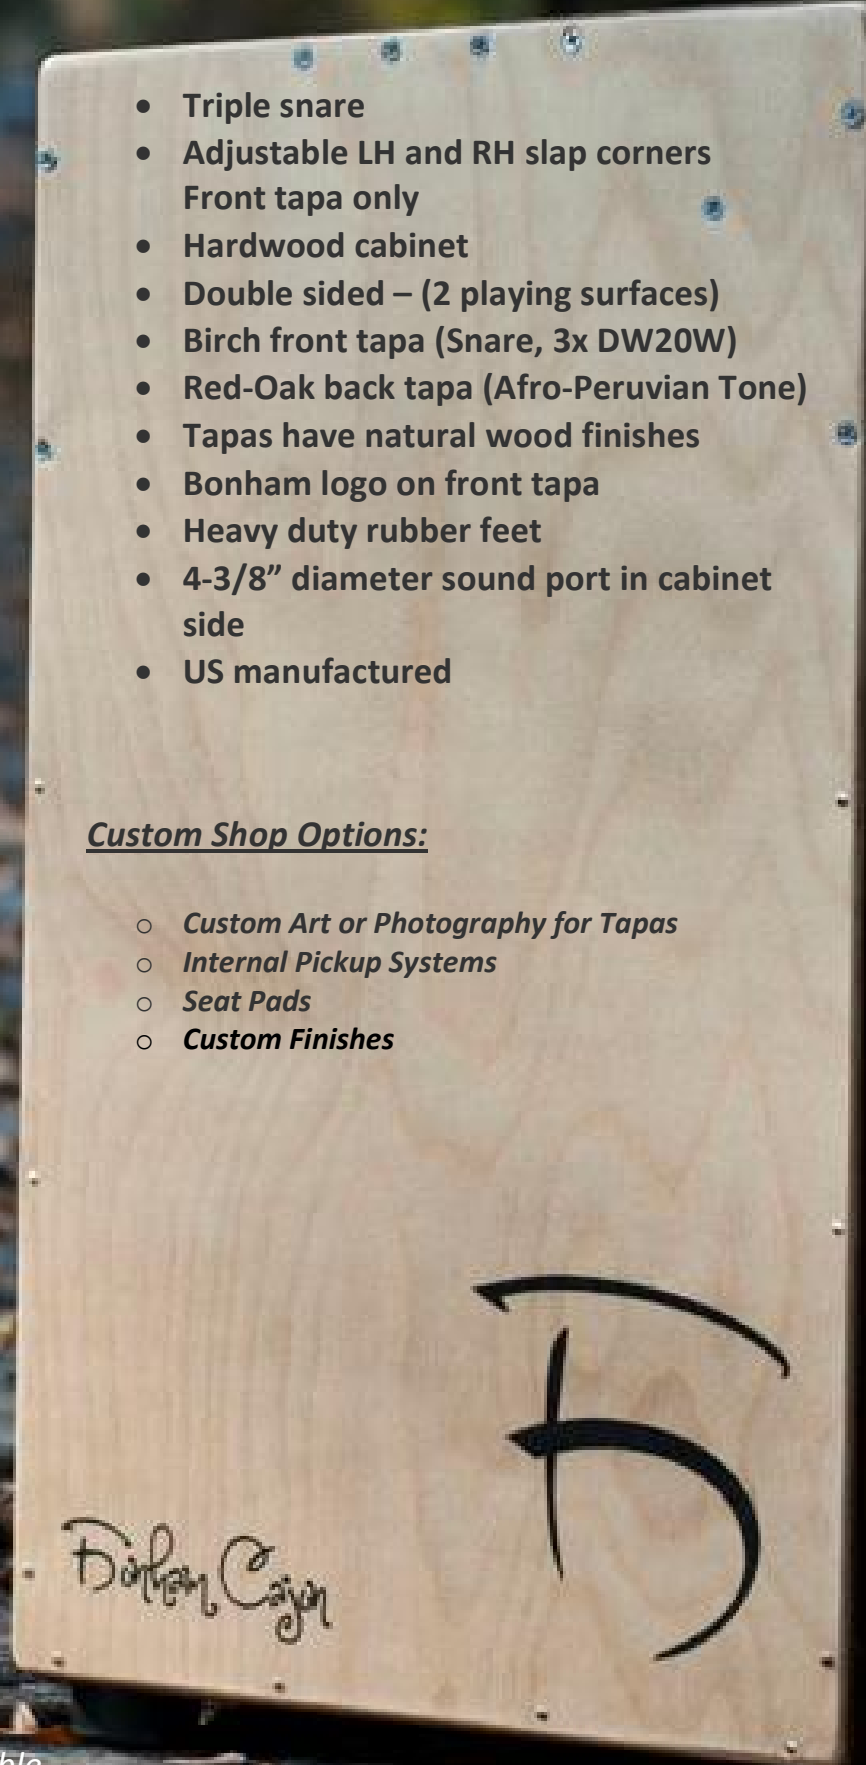 • Triple snare
• Adjustable LH and RH slap corners
Front tapa only
• Hardwood cabinet
• Double sided – (2 playing surfaces)
• Birch front tapa (Snare, 3x DW20W)
• Red-Oak back tapa (Afro-Peruvian Tone)
• Tapas have natural wood finishes
• Bonham logo on front tapa
• Heavy duty rubber feet
• 4-3/8” diameter sound port in cabinet
side
• US manufactured
Custom Shop Options:
o Custom Art or Photography for Tapas
o Internal Pickup Systems
o Seat Pads
o Custom Finishes
Bonham Cajon